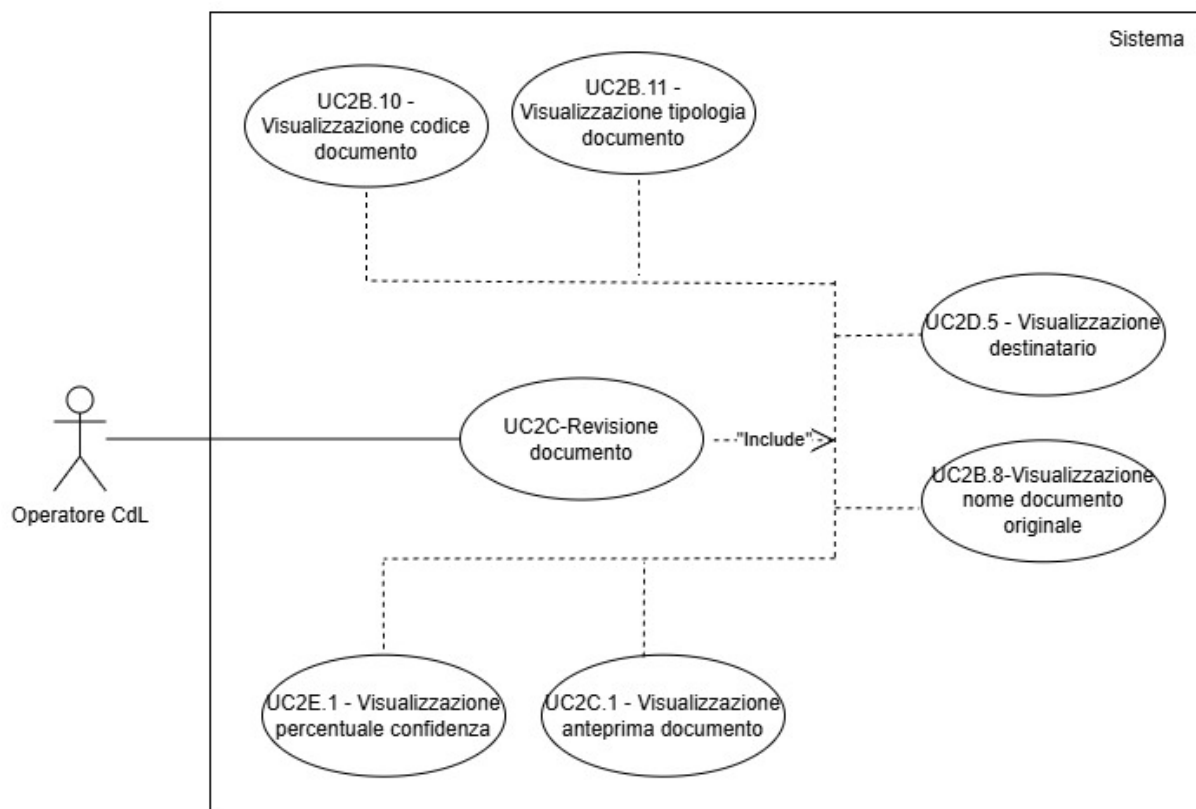 Sistema
UC2B.10 -
Visualizzazione codice
documento
UC2B.11 -
Visualizzazione tipologia
documento
UC2D.5 - Visualizzazione
destinatario
UC2C-Revisione
documento
"Include"
UC2B.8-Visualizzazione
nome documento
originale
Operatore CdL
UC2E.1 - Visualizzazione
percentuale confidenza
UC2C.1 - Visualizzazione
anteprima documento